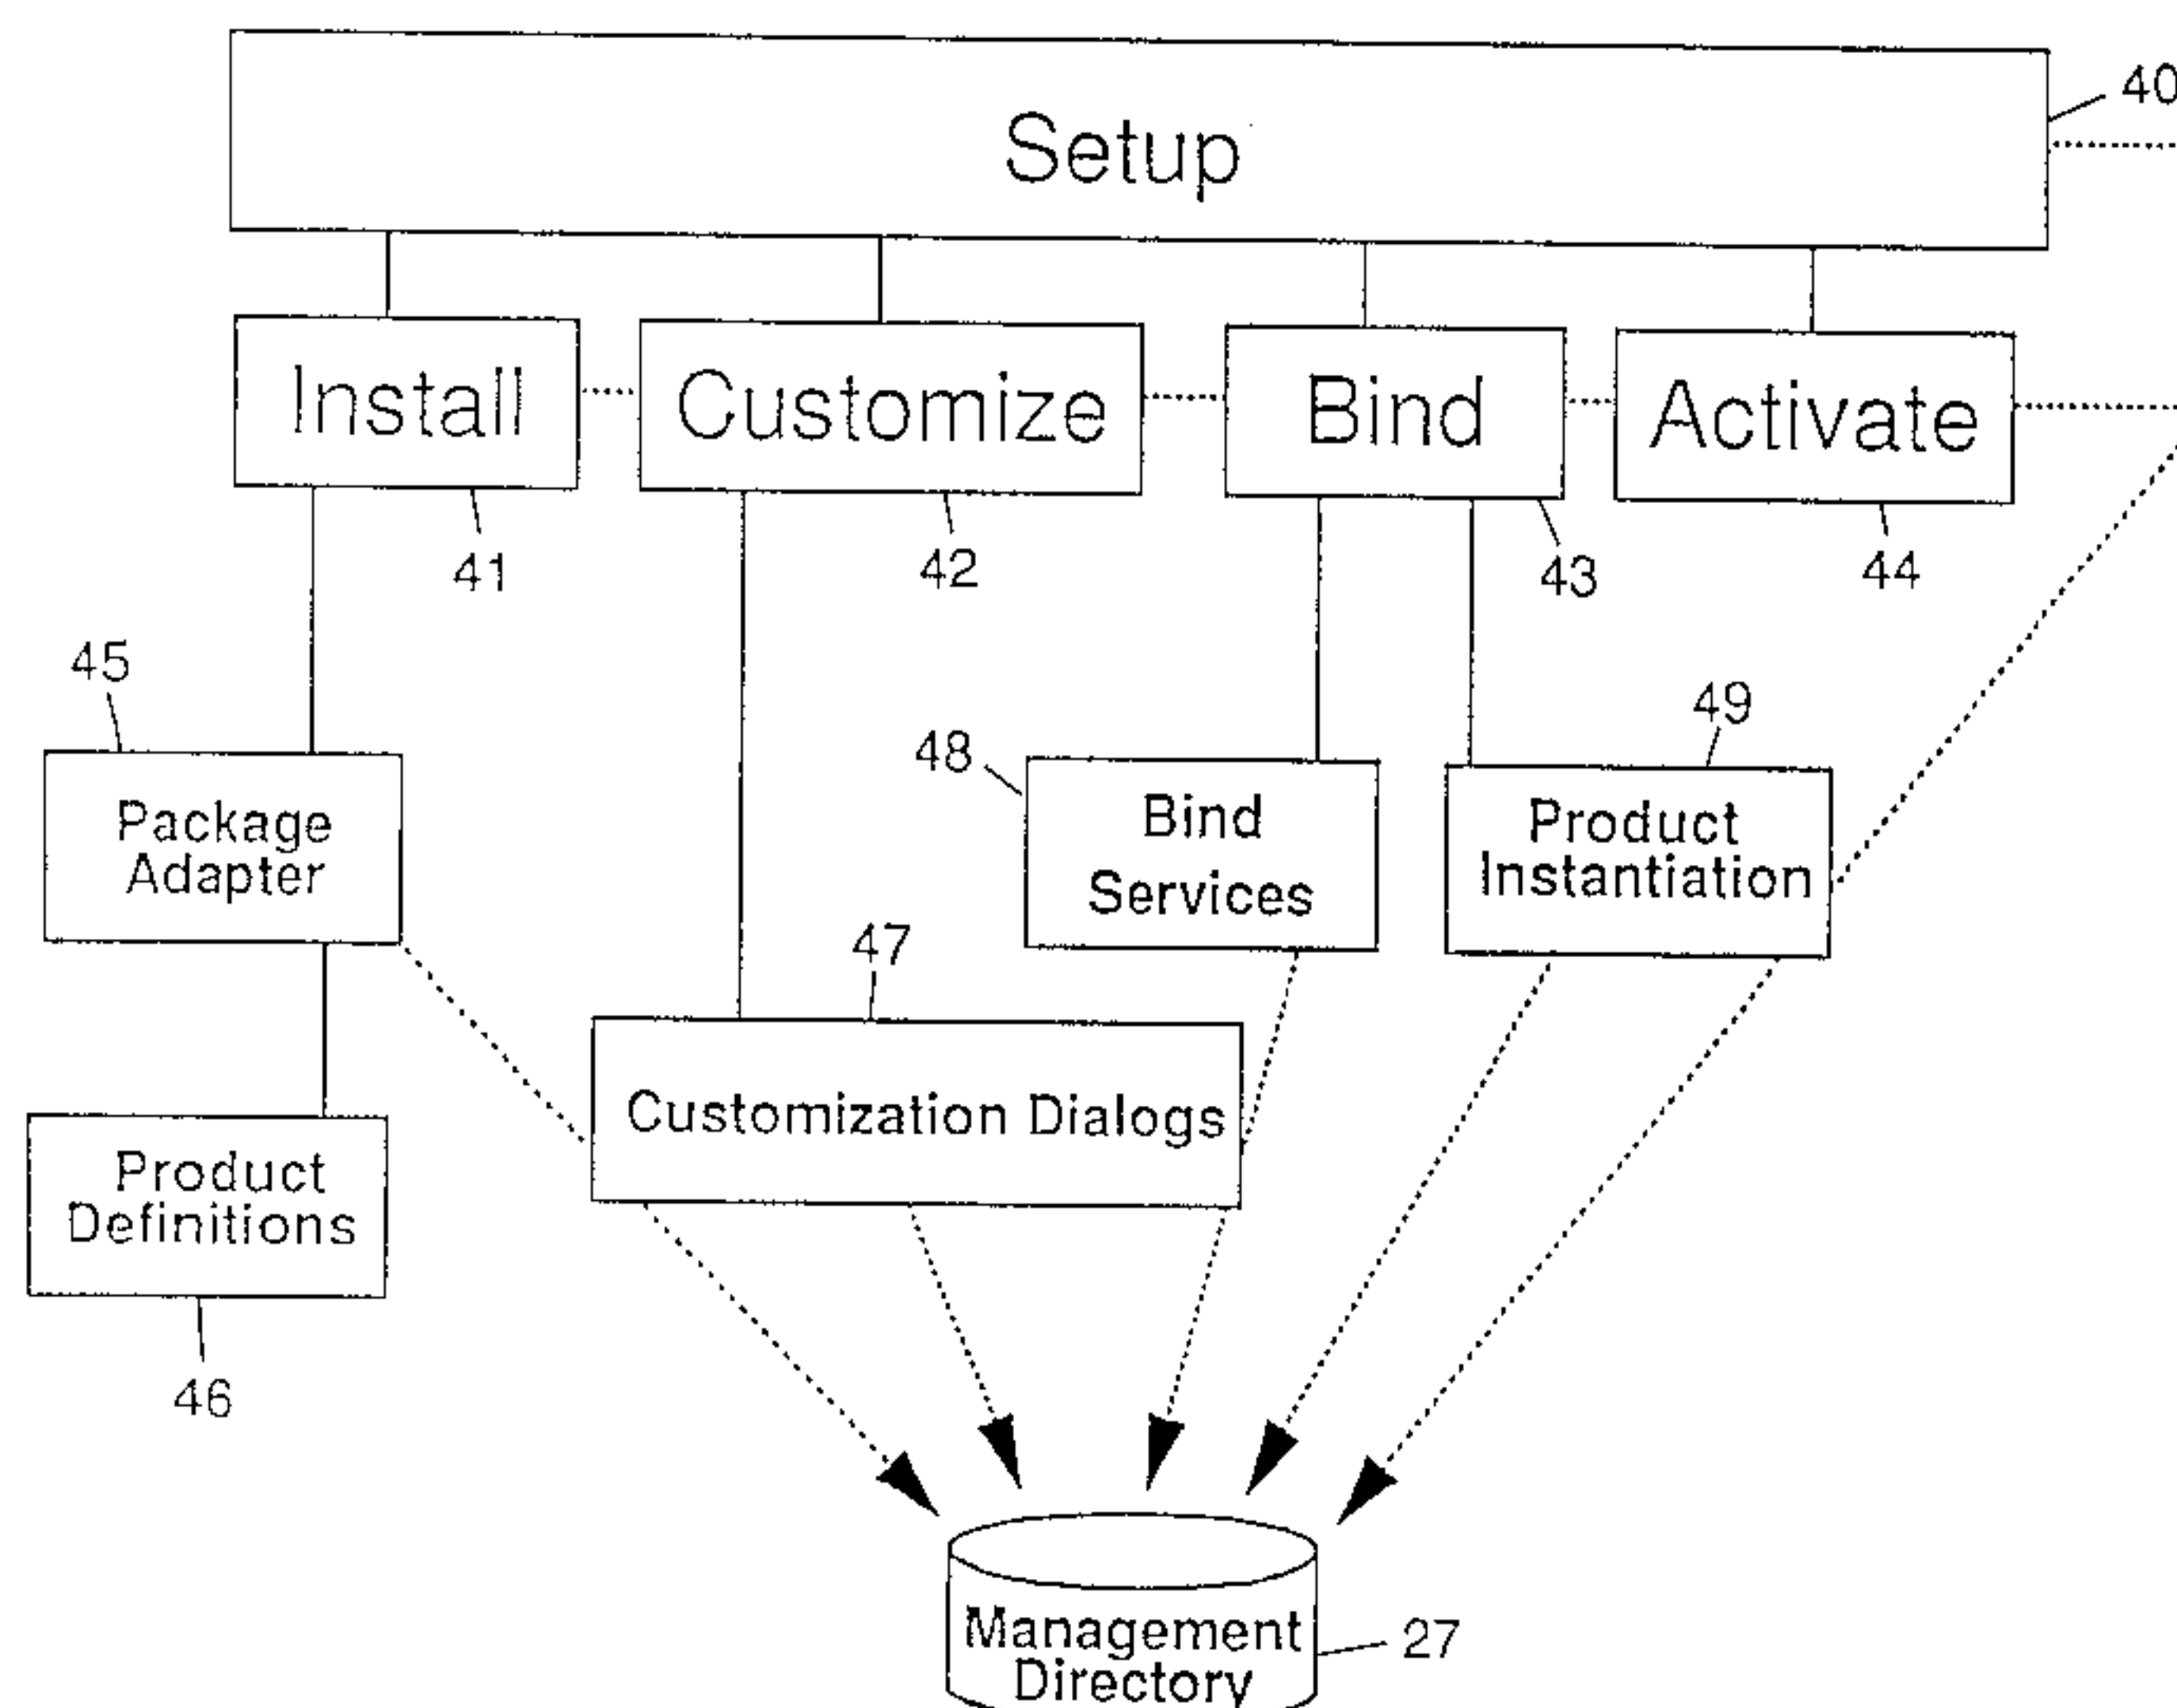 Setup
40
Install
Customize
Bind
Activate
41
42
43
44
45
Package
Adapter
48
Bind
Services
49
Product
Instantiation
47
Customization Dialogs
Product
Definitions
46
Management
Directory
27